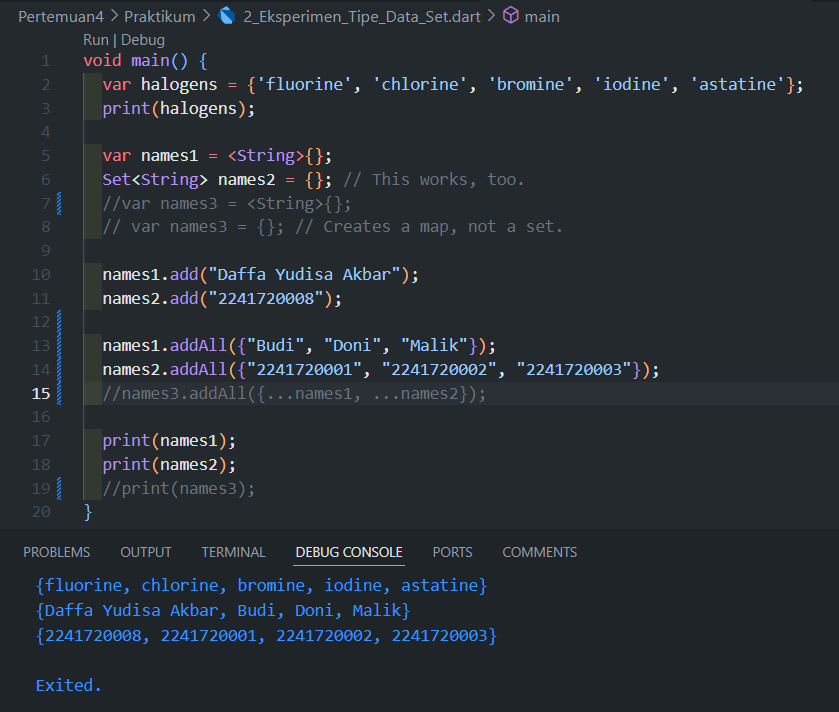 Pertemuan4 > Praktikum > 2_Eksperimen_Tipe_Data_Set.dart > main
Run | Debug
1 void main() {
2 var halogens = {'fluorine', 'chlorine', 'bromine', 'iodine', 'astatine'};
3 print(halogens);
4
5 var names1 = <String>{};
6 Set<String> names2 = {}; // This works, too.
7 //var names3 = <String>{};
8 // var names3 = {}; // Creates a map, not a set.
9
10 names1.add("Daffa Yudisa Akbar");
11 names2.add("2241720008");
12
13 names1.addAll({"Budi", "Doni", "Malik"});
14 names2.addAll({"2241720001", "2241720002", "2241720003"});
15 //names3.addAll({...names1, ...names2});
16
17 print(names1);
18 print(names2);
19 //print(names3);
20 }
PROBLEMS OUTPUT TERMINAL DEBUG CONSOLE PORTS COMMENTS
{fluorine, chlorine, bromine, iodine, astatine}
{Daffa Yudisa Akbar, Budi, Doni, Malik}
{2241720008, 2241720001, 2241720002, 2241720003}
Exited.